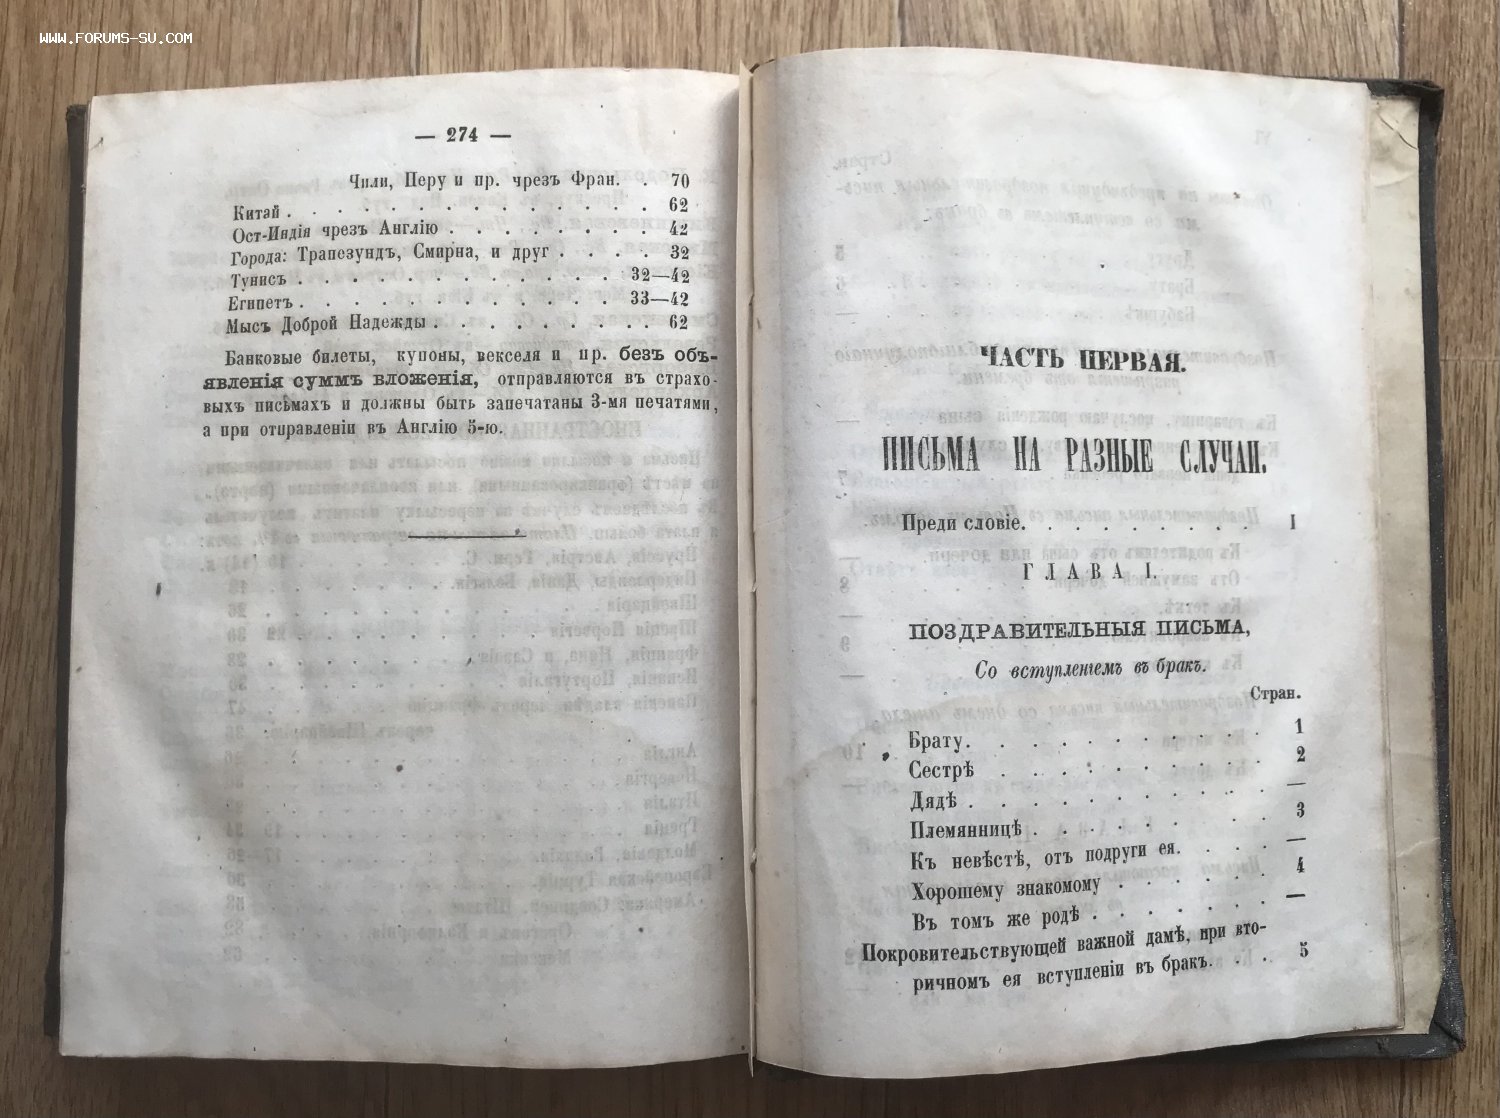 WWW.FORUMS-SU.COM
— 274 —
Чили, Перу и пр. чрезъ Фран. . 70
Китай . . . . . . . . . . . . . . 62
Ост-Индія чрезъ Англію . . . . . . . . 42
Города: Трапезундъ, Смирна, и друг . . . . 32
Тунисъ . . . . . . . . . . . . . 32—42
Египетъ . . . . . . . . . . . . . 33—42
Мысъ Доброй Надежды . . . . . . . . . 62
Банковые билеты, купоны, векселя и пр. безъ объ-
явленія суммъ вложенія, отправляются въ страхо-
выхъ письмахъ и должны быть запечатаны 3-мя печатями,
а при отправленіи въ Англію 5-ю.
ЧАСТЬ ПЕРВАЯ.
ПИСЬМА НА РАЗНЫЕ СЛУЧАИ.
Преди словіе. . . . . . . . . I
ГЛАВА I.
ПОЗДРАВИТЕЛЬНЫЯ ПИСЬМА,
Со вступленіемъ въ бракъ.
Стран.
Брату. . . . . . . . . . . 1
Сестрѣ . . . . . . . . . . 2
Дядѣ . . . . . . . . . . . —
Племянницѣ . . . . . . . . 3
Къ невѣстѣ, отъ подруги ея. . . . . —
Хорошему знакомому . . . . . . 4
Въ томъ же родѣ . . . . . . . —
Покровительствующей важной дамѣ, при вто-
ричномъ ея вступленіи въ бракъ. . . . 5